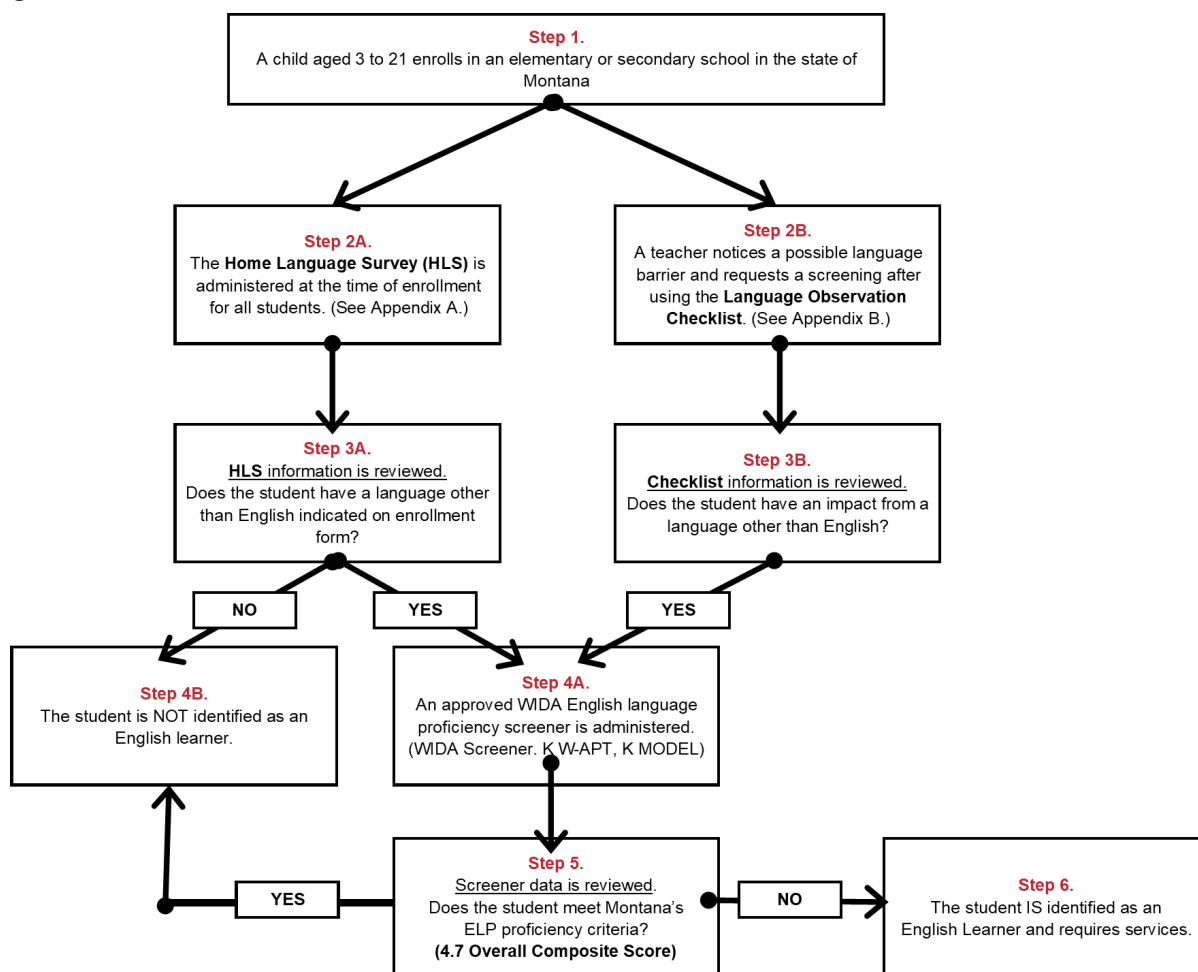 Step 1.
A child aged 3 to 21 enrolls in an elementary or secondary school in the state of
Montana
Step 2A.
The Home Language Survey (HLS) is
administered at the time of enrollment
for all students. (See Appendix A.)
Step 2B.
A teacher notices a possible language
barrier and requests a screening after
using the Language Observation
Checklist. (See Appendix B.)
Step 3A.
HLS information is reviewed.
Does the student have a language other
than English indicated on enrollment
form?
Step 3B.
Checklist information is reviewed.
Does the student have an impact from a
language other than English?
NO
YES
YES
Step 4B.
The student is NOT identified as an
English learner.
Step 4A.
An approved WIDA English language
proficiency screener is administered.
(WIDA Screener. K W-APT, K MODEL)
Step 5.
Screener data is reviewed.
Does the student meet Montana's
ELP proficiency criteria?
(4.7 Overall Composite Score)
YES
NO
Step 6.
The student IS identified as an
English Learner and requires services.